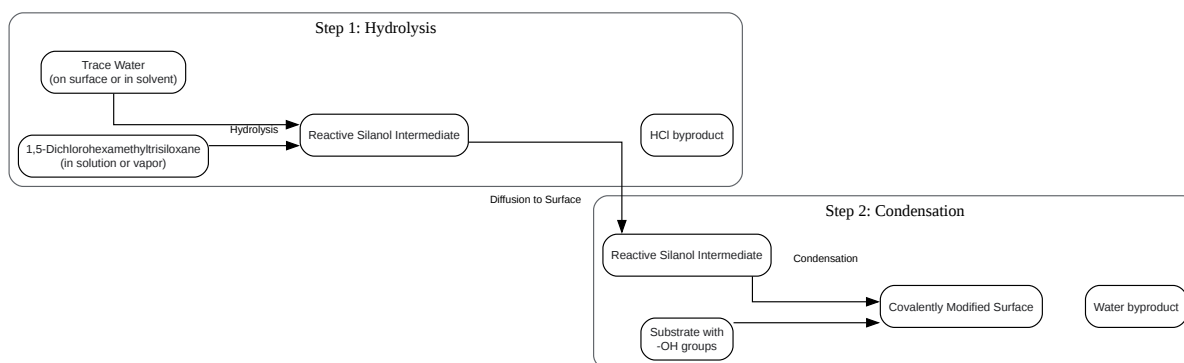 Step 1: Hydrolysis
Trace Water
(on surface or in solvent)
Hydrolysis
Reactive Silanol Intermediate
HCl byproduct
1,5-Dichlorohexamethyltrisiloxane
(in solution or vapor)
Diffusion to Surface
Step 2: Condensation
Reactive Silanol Intermediate
Condensation
Covalently Modified Surface
Water byproduct
Substrate with
-OH groups